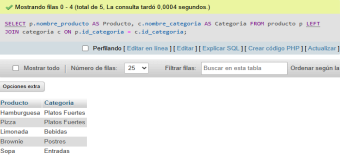 Mostrando filas 0 - 4 (total de 5, La consulta tardó 0,0004 segundos.)
SELECT p.nombre_producto AS Producto, c.nombre_categoria AS Categoria FROM producto p LEFT
JOIN categoria c ON p.id_categoria = c.id_categoria;
Perfilando [ Editar en línea ] [ Editar ] [ Explicar SQL ] [ Crear código PHP ] [ Actualizar ]
Mostrar todo | Número de filas: 25 Filtrar filas: Buscar en esta tabla Ordenar según la
Opciones extra
Producto Categoria
Hamburguesa Platos Fuertes
Pizza Platos Fuertes
Limonada Bebidas
Brownie Postres
Sopa Entradas